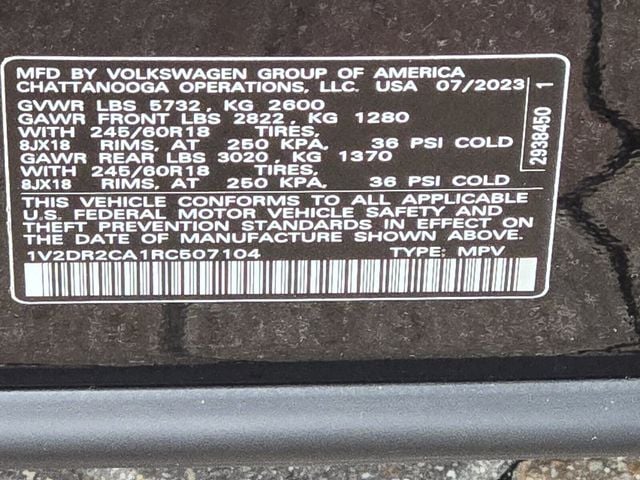 MFD BY VOLKSWAGEN GROUP OF AMERICA
CHATTANOOGA OPERATIONS, LLC. USA 07/2023
GVWR LBS 5732, KG 2600
GAWR FRONT LBS 2822, KG 1280
WITH 245/60R18 TIRES,
8JX18 RIMS, AT 250 KPA, 36 PSI COLD
GAWR REAR LBS 3020, KG 1370
WITH 245/60R18 TIRES,
8JX18 RIMS, AT 250 KPA, 36 PSI COLD
THIS VEHICLE CONFORMS TO ALL APPLICABLE
U.S. FEDERAL MOTOR VEHICLE SAFETY AND
THEFT PREVENTION STANDARDS IN EFFECT ON
THE DATE OF MANUFACTURE SHOWN ABOVE.
1V2DR2CA1RC507104 TYPE: MPV
2938450 1